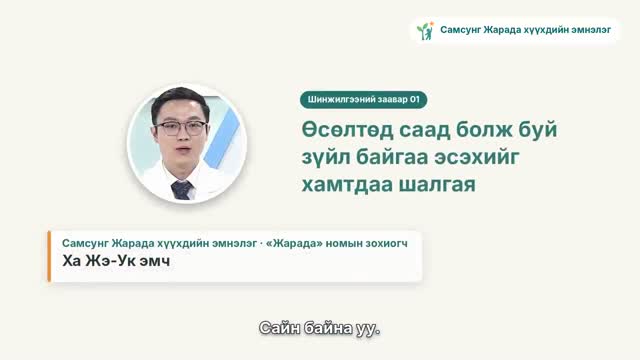 Самсунг Жарада хүүхдийн эмнэлэг
Шинжилгээний заавар 01
Өсөлтөд саад болж буй
зүйл байгаа эсэхийг
хамтдаа шалгая
Самсунг Жарада хүүхдийн эмнэлэг · «Жарада» номын зохиогч
Ха Жэ-Ук эмч
Сайн байна уу.